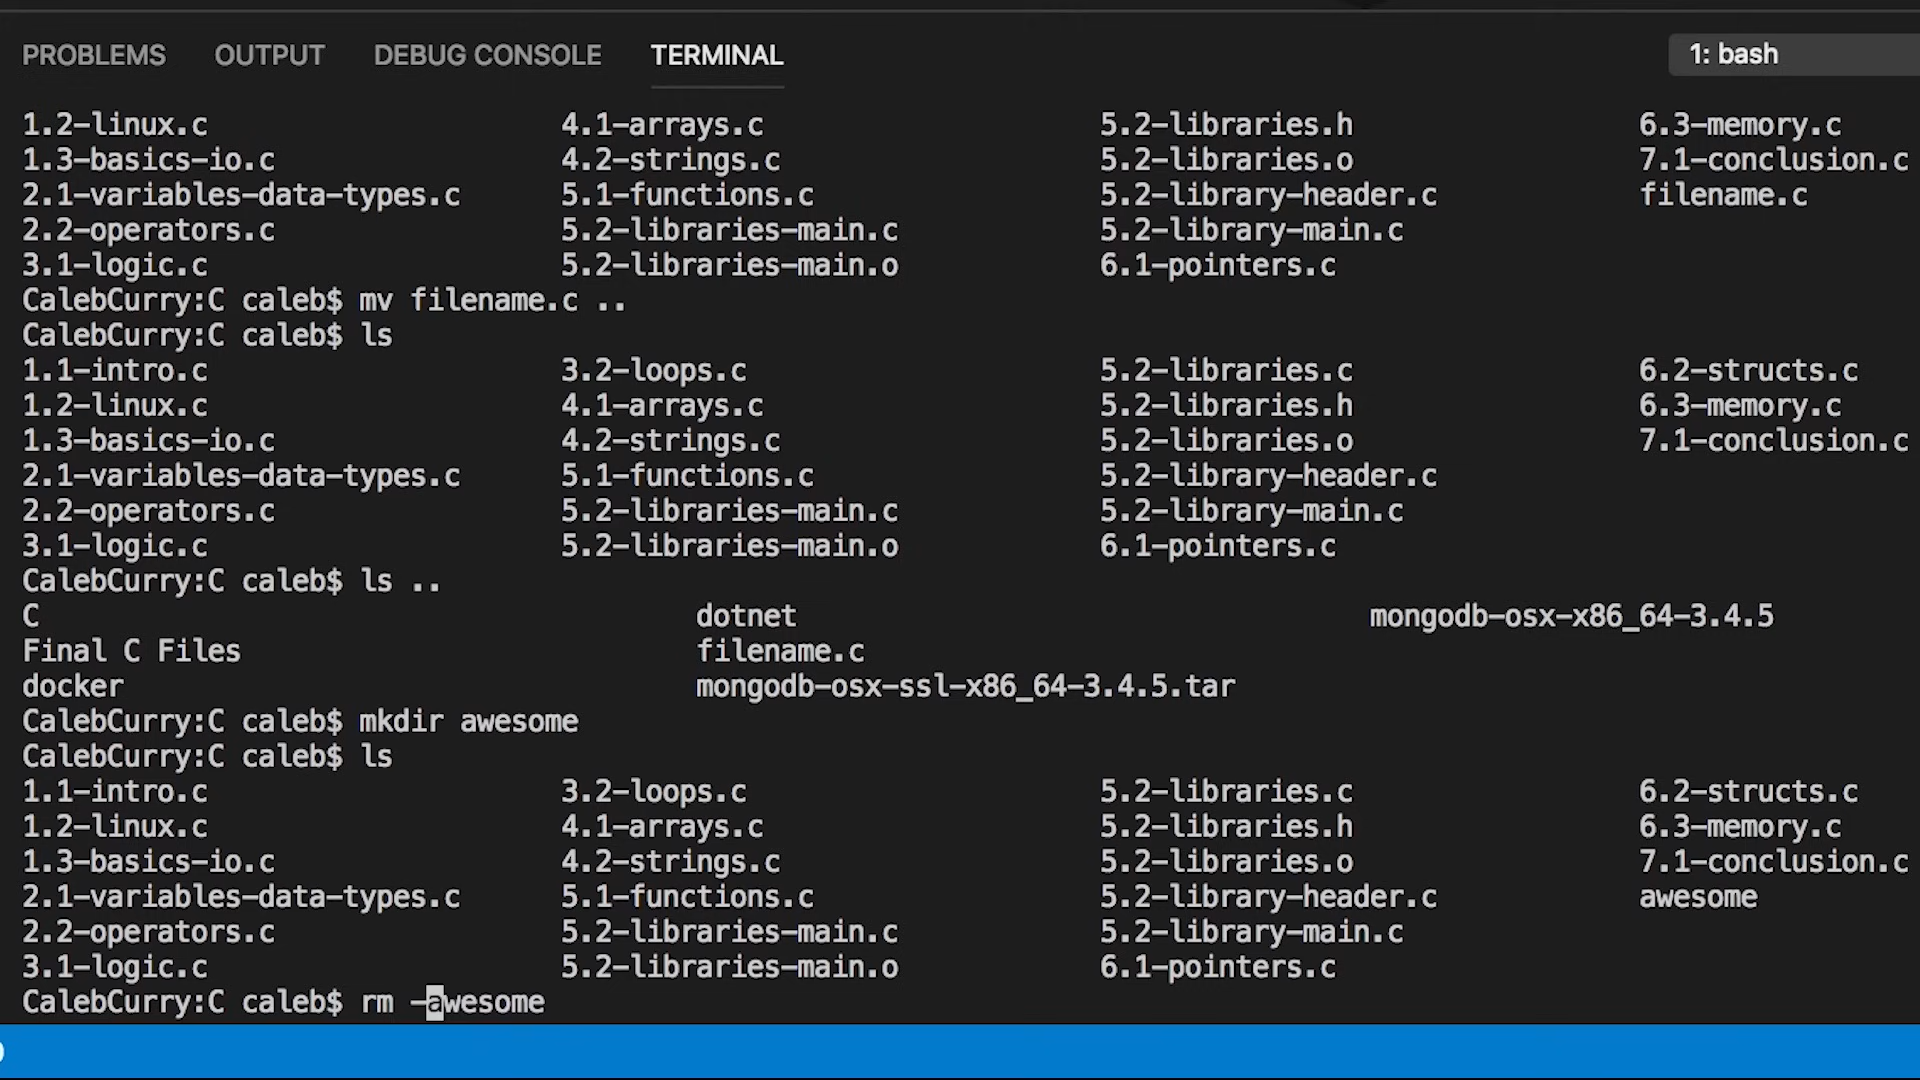 PROBLEMS OUTPUT DEBUG CONSOLE TERMINAL 1: bash
1.2-linux.c 4.1-arrays.c 5.2-libraries.h 6.3-memory.c
1.3-basics-io.c 4.2-strings.c 5.2-libraries.o 7.1-conclusion.c
2.1-variables-data-types.c 5.1-functions.c 5.2-library-header.c filename.c
2.2-operators.c 5.2-libraries-main.c 5.2-library-main.c
3.1-logic.c 5.2-libraries-main.o 6.1-pointers.c
CalebCurry:C caleb$ mv filename.c ..
CalebCurry:C caleb$ ls
1.1-intro.c 3.2-loops.c 5.2-libraries.c 6.2-structs.c
1.2-linux.c 4.1-arrays.c 5.2-libraries.h 6.3-memory.c
1.3-basics-io.c 4.2-strings.c 5.2-libraries.o 7.1-conclusion.c
2.1-variables-data-types.c 5.1-functions.c 5.2-library-header.c
2.2-operators.c 5.2-libraries-main.c 5.2-library-main.c
3.1-logic.c 5.2-libraries-main.o 6.1-pointers.c
CalebCurry:C caleb$ ls ..
C dotnet mongodb-osx-x86_64-3.4.5
Final C Files filename.c
docker mongodb-osx-ssl-x86_64-3.4.5.tar
CalebCurry:C caleb$ mkdir awesome
CalebCurry:C caleb$ ls
1.1-intro.c 3.2-loops.c 5.2-libraries.c 6.2-structs.c
1.2-linux.c 4.1-arrays.c 5.2-libraries.h 6.3-memory.c
1.3-basics-io.c 4.2-strings.c 5.2-libraries.o 7.1-conclusion.c
2.1-variables-data-types.c 5.1-functions.c 5.2-library-header.c awesome
2.2-operators.c 5.2-libraries-main.c 5.2-library-main.c
3.1-logic.c 5.2-libraries-main.o 6.1-pointers.c
CalebCurry:C caleb$ rm -awesome